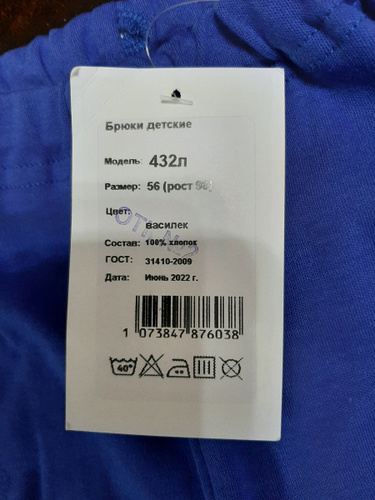 Брюки детские
Модель: 432л
Размер: 56 (рост 98)
Цвет:
василек
Состав: 100% хлопок
ГОСТ: 31410-2009
Дата: Июнь 2022 г.
1 073847 876038
40°